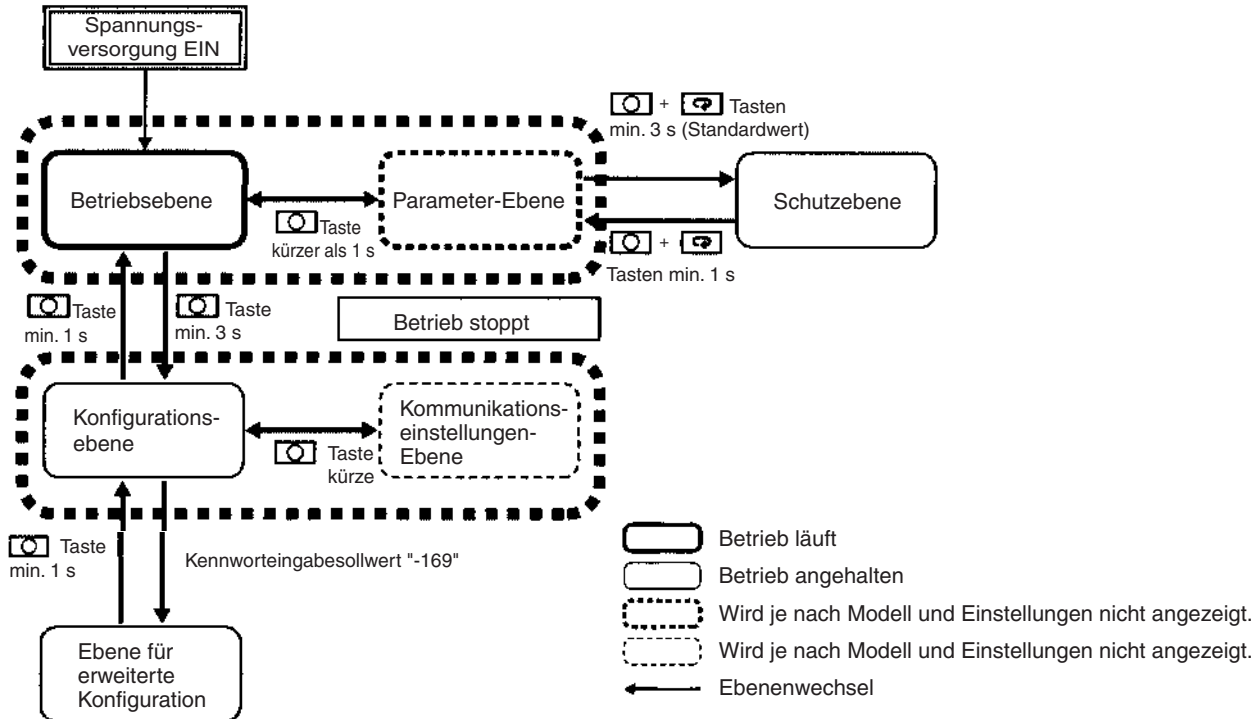 Spannungs-
versorgung EIN
+ Tasten
min. 3 s (Standardwert)
Betriebsebene
Parameter-Ebene
Schutzebene
Taste
kürzer als 1 s
+
Tasten min. 1 s
Taste
min. 1 s
Taste
min. 3 s
Betrieb stoppt
Konfigurations-
ebene
Kommunikations-
einstellungen-
Ebene
Taste
kürze
Taste
min. 1 s
Kennworteingabesollwert "-169"
Ebene für
erweiterte
Konfiguration
Betrieb läuft
Betrieb angehalten
Wird je nach Modell und Einstellungen nicht angezeigt.
Wird je nach Modell und Einstellungen nicht angezeigt.
Ebenenwechsel